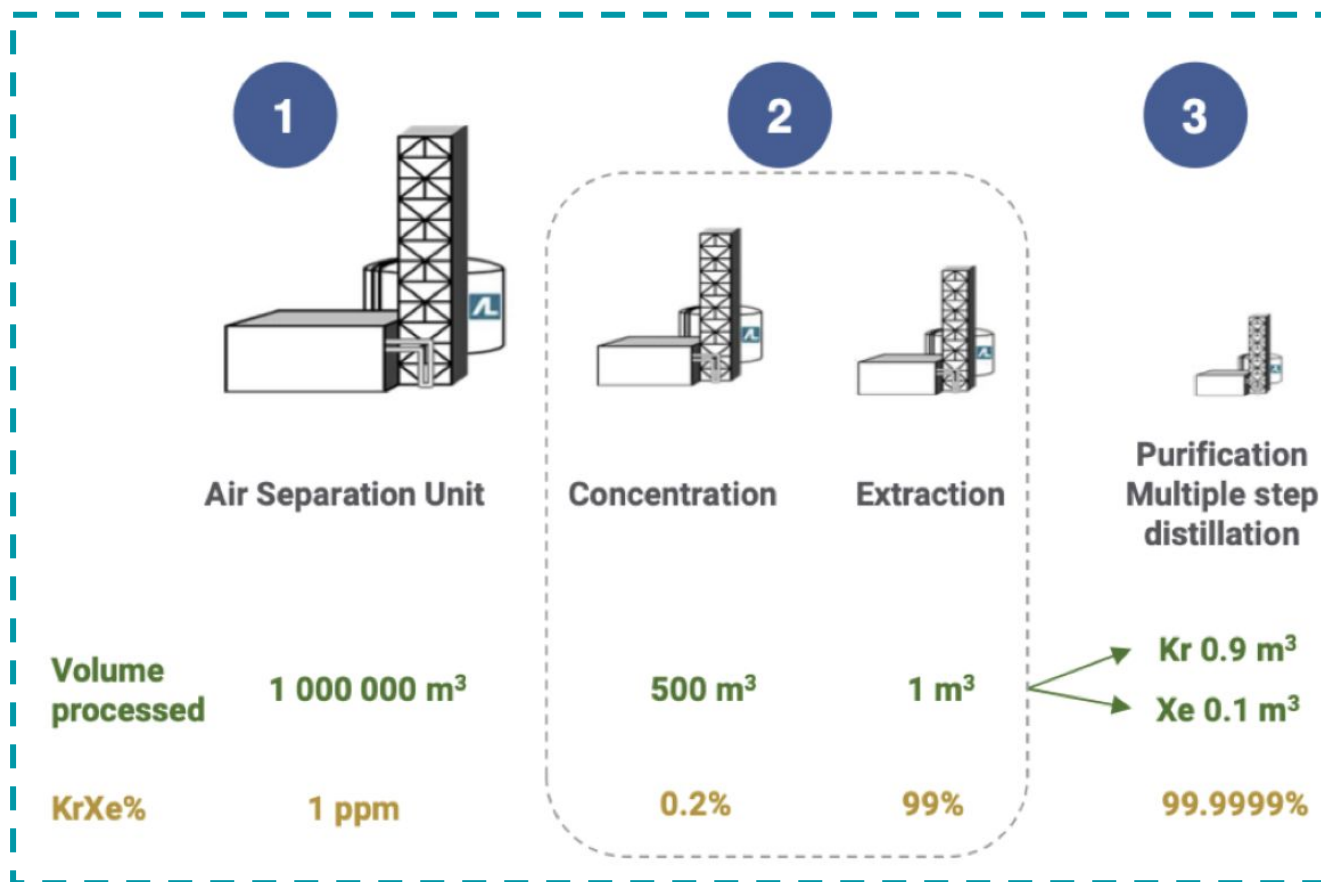 1
2
3
Air Separation Unit
Concentration
Extraction
Purification
Multiple step
distillation
Volume
processed
1 000 000 m³
500 m³
1 m³
Kr 0.9 m³
Xe 0.1 m³
KrXe%
1 ppm
0.2%
99%
99.9999%